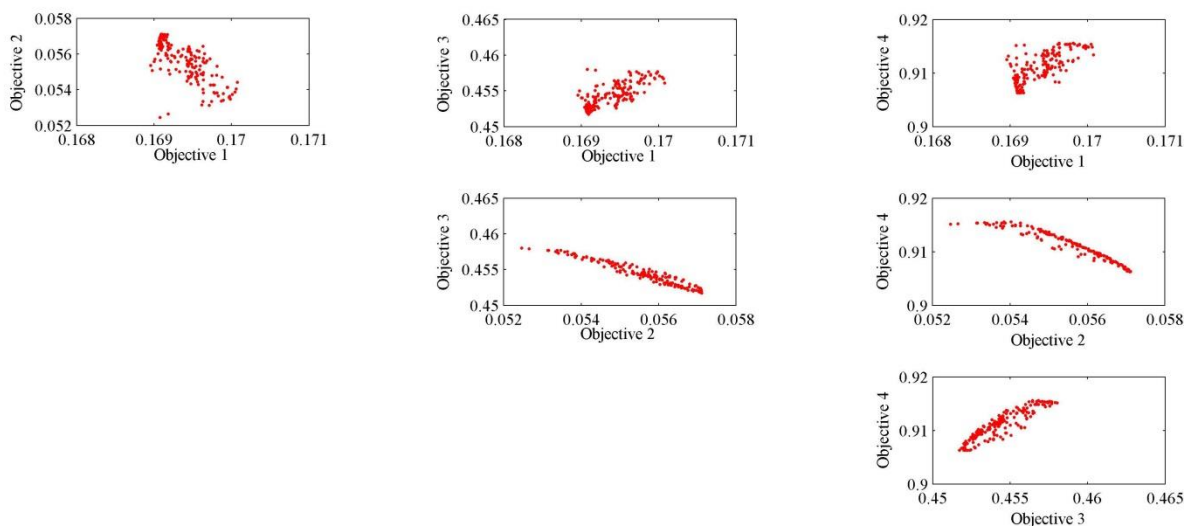 0.058
0.056
0.054
0.052
Objective 2
0.168 0.169 0.17 0.171
Objective 1
0.465
0.46
0.455
0.45
Objective 3
0.168 0.169 0.17 0.171
Objective 1
0.92
0.91
0.9
Objective 4
0.168 0.169 0.17 0.171
Objective 1
0.465
0.46
0.455
0.45
Objective 3
0.052 0.054 0.056 0.058
Objective 2
0.92
0.91
0.9
Objective 4
0.052 0.054 0.056 0.058
Objective 2
0.92
0.91
0.9
Objective 4
0.45 0.455 0.46 0.465
Objective 3